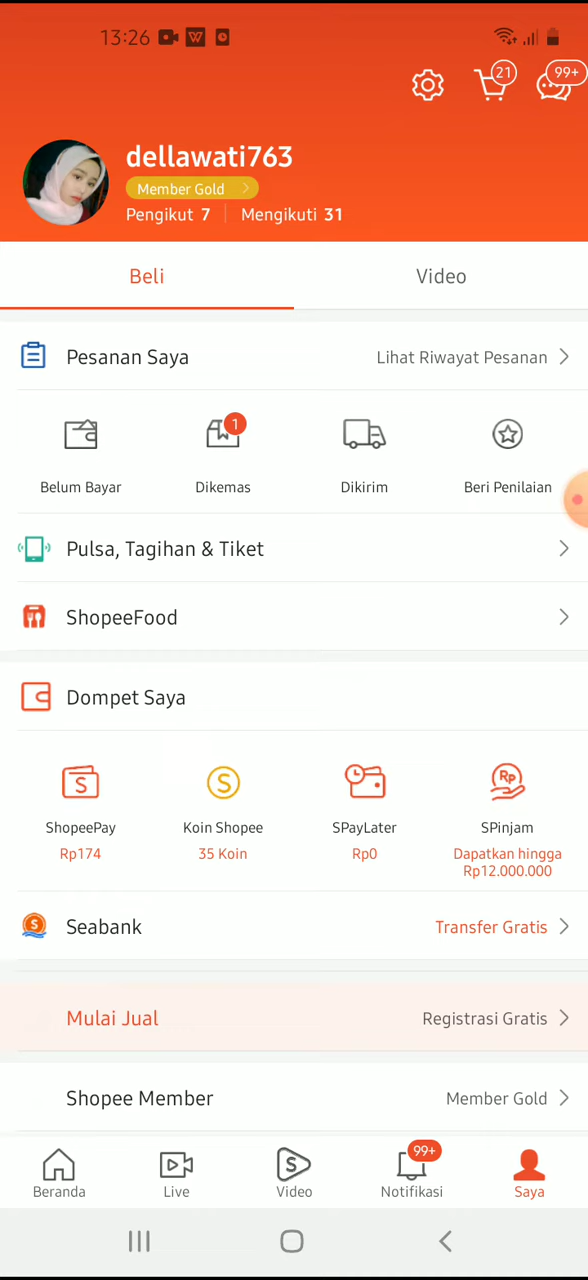 13:26
21
99+
dellawati763
Member Gold
Pengikut 7 Mengikuti 31
Beli Video
Pesanan Saya Lihat Riwayat Pesanan
1
Belum Bayar Dikemas Dikirim Beri Penilaian
Pulsa, Tagihan & Tiket
ShopeeFood
Dompet Saya
ShopeePay Koin Shopee SPayLater SPinjam
Rp174 35 Koin Rp0 Dapatkan hingga
Rp12.000.000
Seabank Transfer Gratis
Mulai Jual Registrasi Gratis
Shopee Member Member Gold
99+
Beranda Live Video Notifikasi Saya